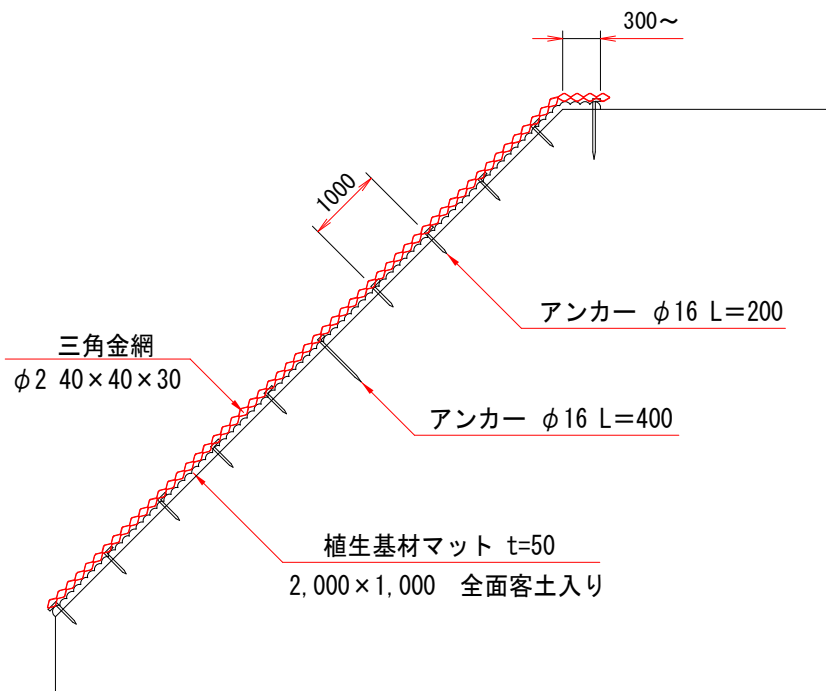 300～
1000
アンカー φ16 L=200
三角金網
φ2 40×40×30
アンカー φ16 L=400
植生基材マット t=50
2,000×1,000 全面客土入り